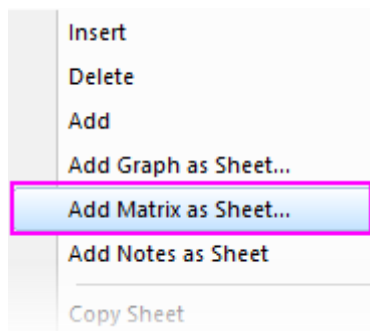 Insert
Delete
Add
Add Graph as Sheet...
Add Matrix as Sheet...
Add Notes as Sheet
Copy Sheet